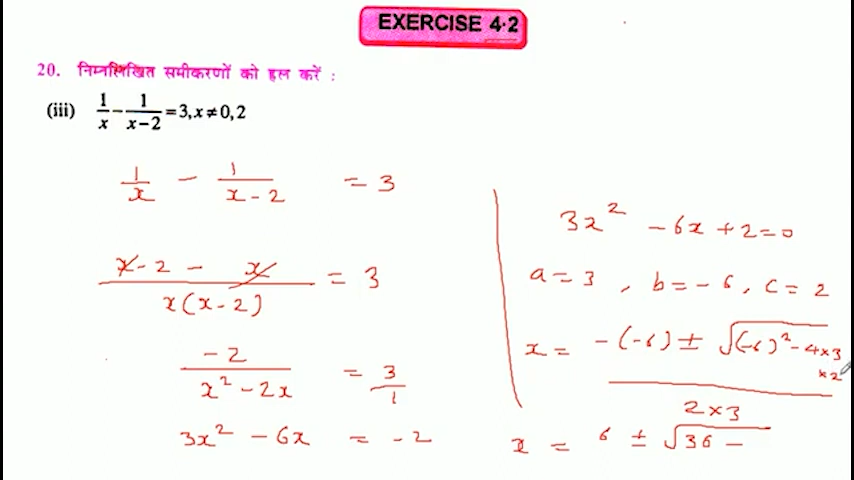 EXERCISE 4·2
20. निम्नलिखित समीकरणों को हल करें :
(iii) 1/x − 1/(x−2) = 3, x ≠ 0, 2
1/x − 1/(x − 2) = 3
(x − 2 − x)/(x(x − 2)) = 3
−2/(x² − 2x) = 3/1
3x² − 6x = −2
3x² − 6x + 2 = 0
a = 3 , b = − 6 , c = 2
x = (−(−6) ± √((−6)² − 4×3×2))/(2×3)
x = 6 ± √36 −